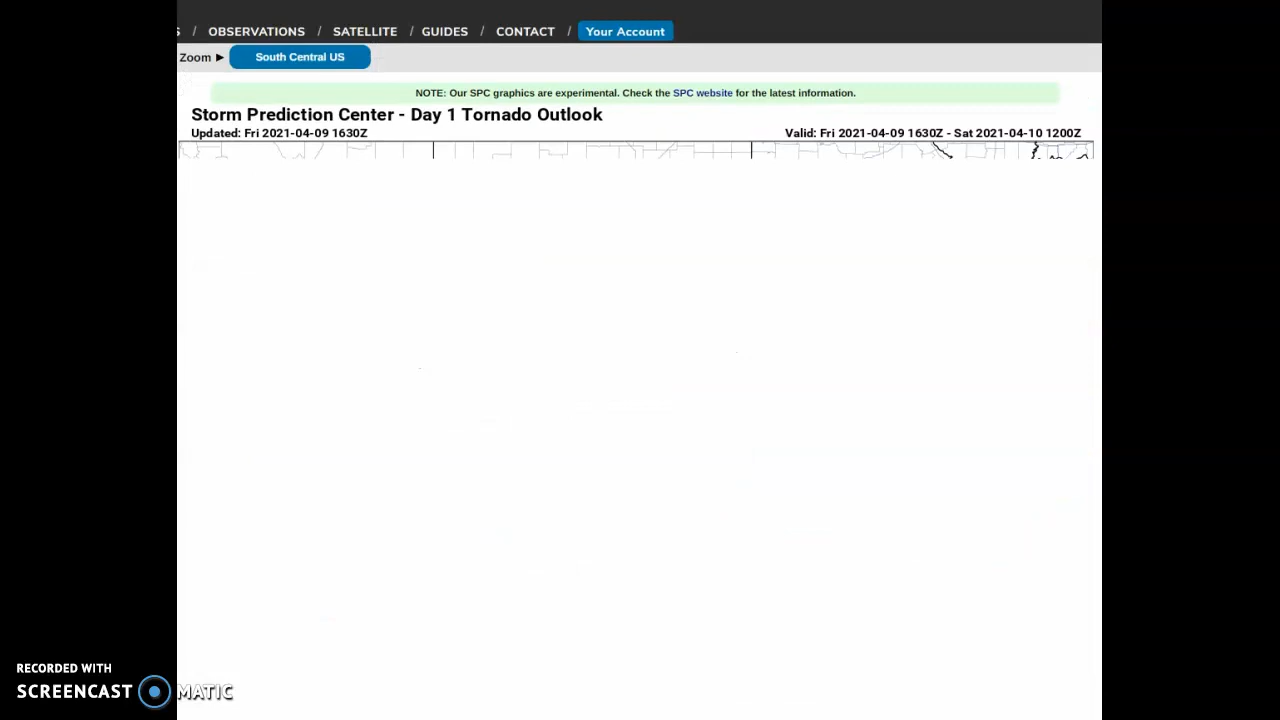 S / OBSERVATIONS / SATELLITE / GUIDES / CONTACT / Your Account
Zoom ▶ South Central US
NOTE: Our SPC graphics are experimental. Check the SPC website for the latest information.
Storm Prediction Center - Day 1 Tornado Outlook
Updated: Fri 2021-04-09 1630Z Valid: Fri 2021-04-09 1630Z - Sat 2021-04-10 1200Z
RECORDED WITH
SCREENCAST MATIC